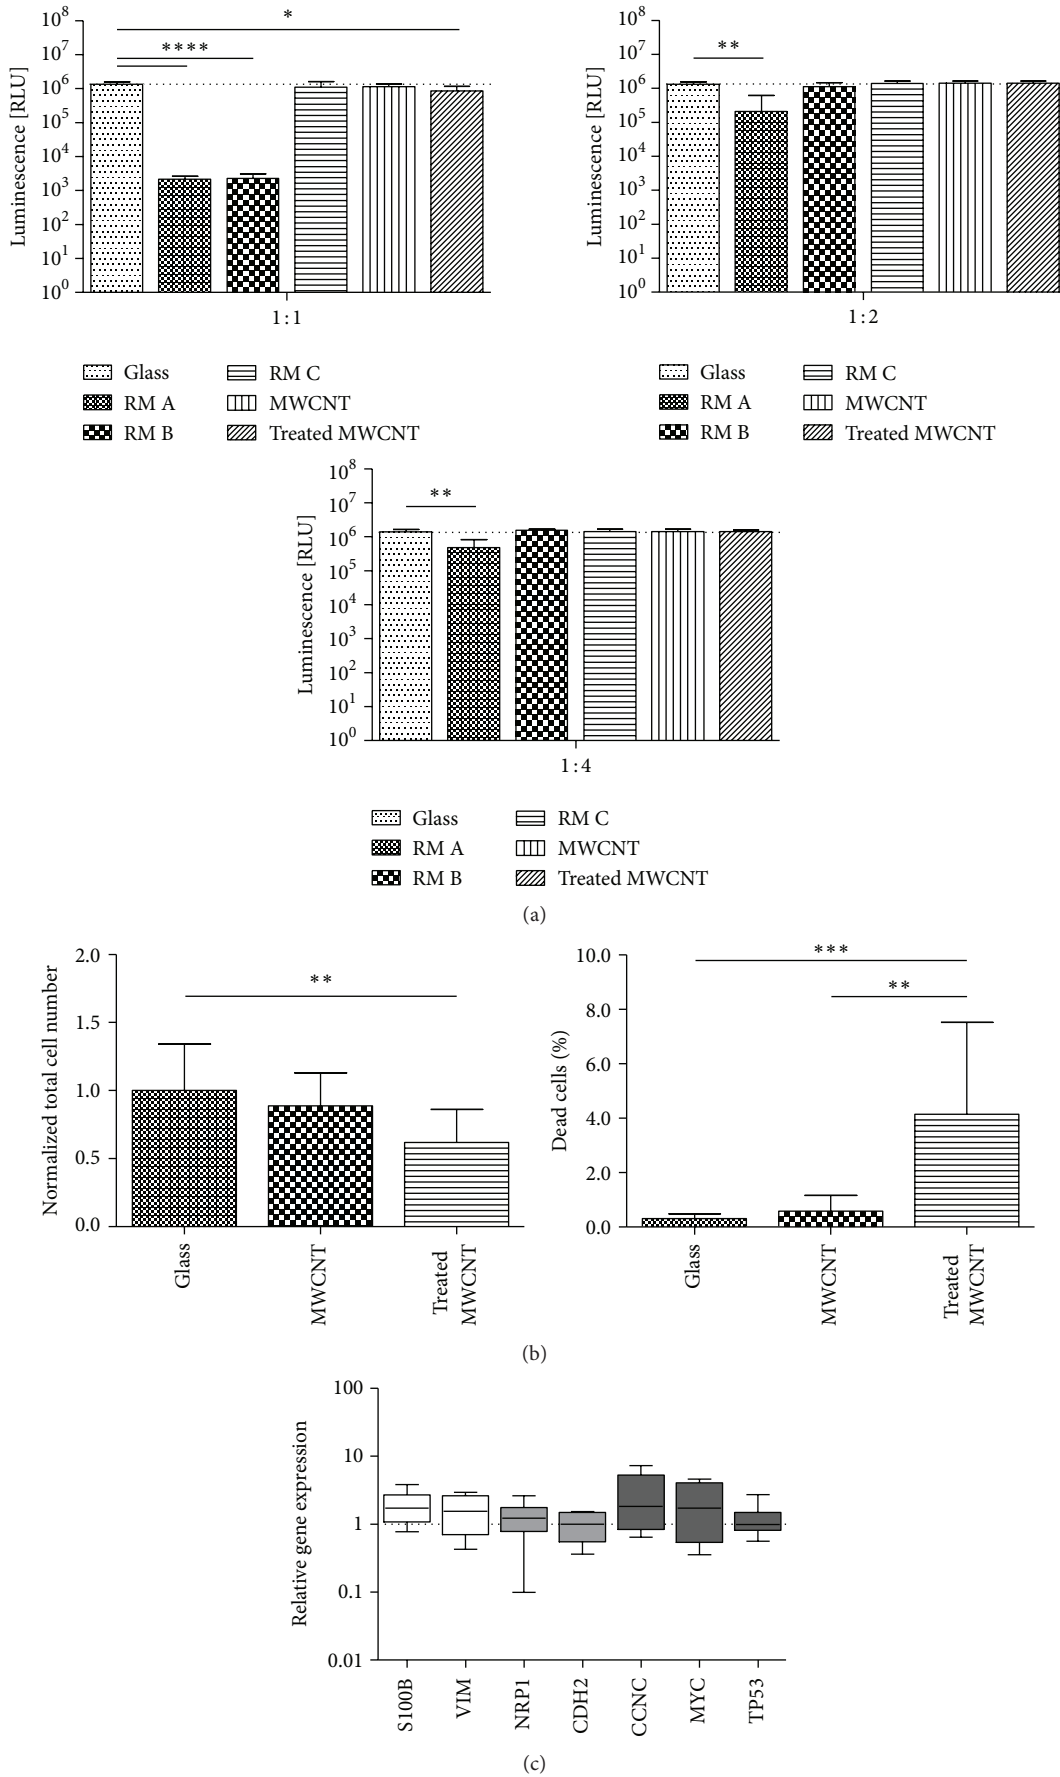 10^8
10^7
10^6
10^5
10^4
10^3
10^2
10^1
10^0
Luminescence [RLU]
*
****
1 : 1
Glass
RM A
RM B
RM C
MWCNT
Treated MWCNT
10^8
10^7
10^6
10^5
10^4
10^3
10^2
10^1
10^0
Luminescence [RLU]
**
1 : 2
Glass
RM A
RM B
RM C
MWCNT
Treated MWCNT
10^8
10^7
10^6
10^5
10^4
10^3
10^2
10^1
10^0
Luminescence [RLU]
**
1 : 4
Glass
RM A
RM B
RM C
MWCNT
Treated MWCNT
(a)
2.0
1.5
1.0
0.5
0.0
Normalized total cell number
**
Glass
MWCNT
Treated
MWCNT
10.0
8.0
6.0
4.0
2.0
0.0
Dead cells (%)
***
**
Glass
MWCNT
Treated
MWCNT
(b)
100
10
1
0.1
0.01
Relative gene expression
S100B
VIM
NRP1
CDH2
CCNC
MYC
TP53
(c)